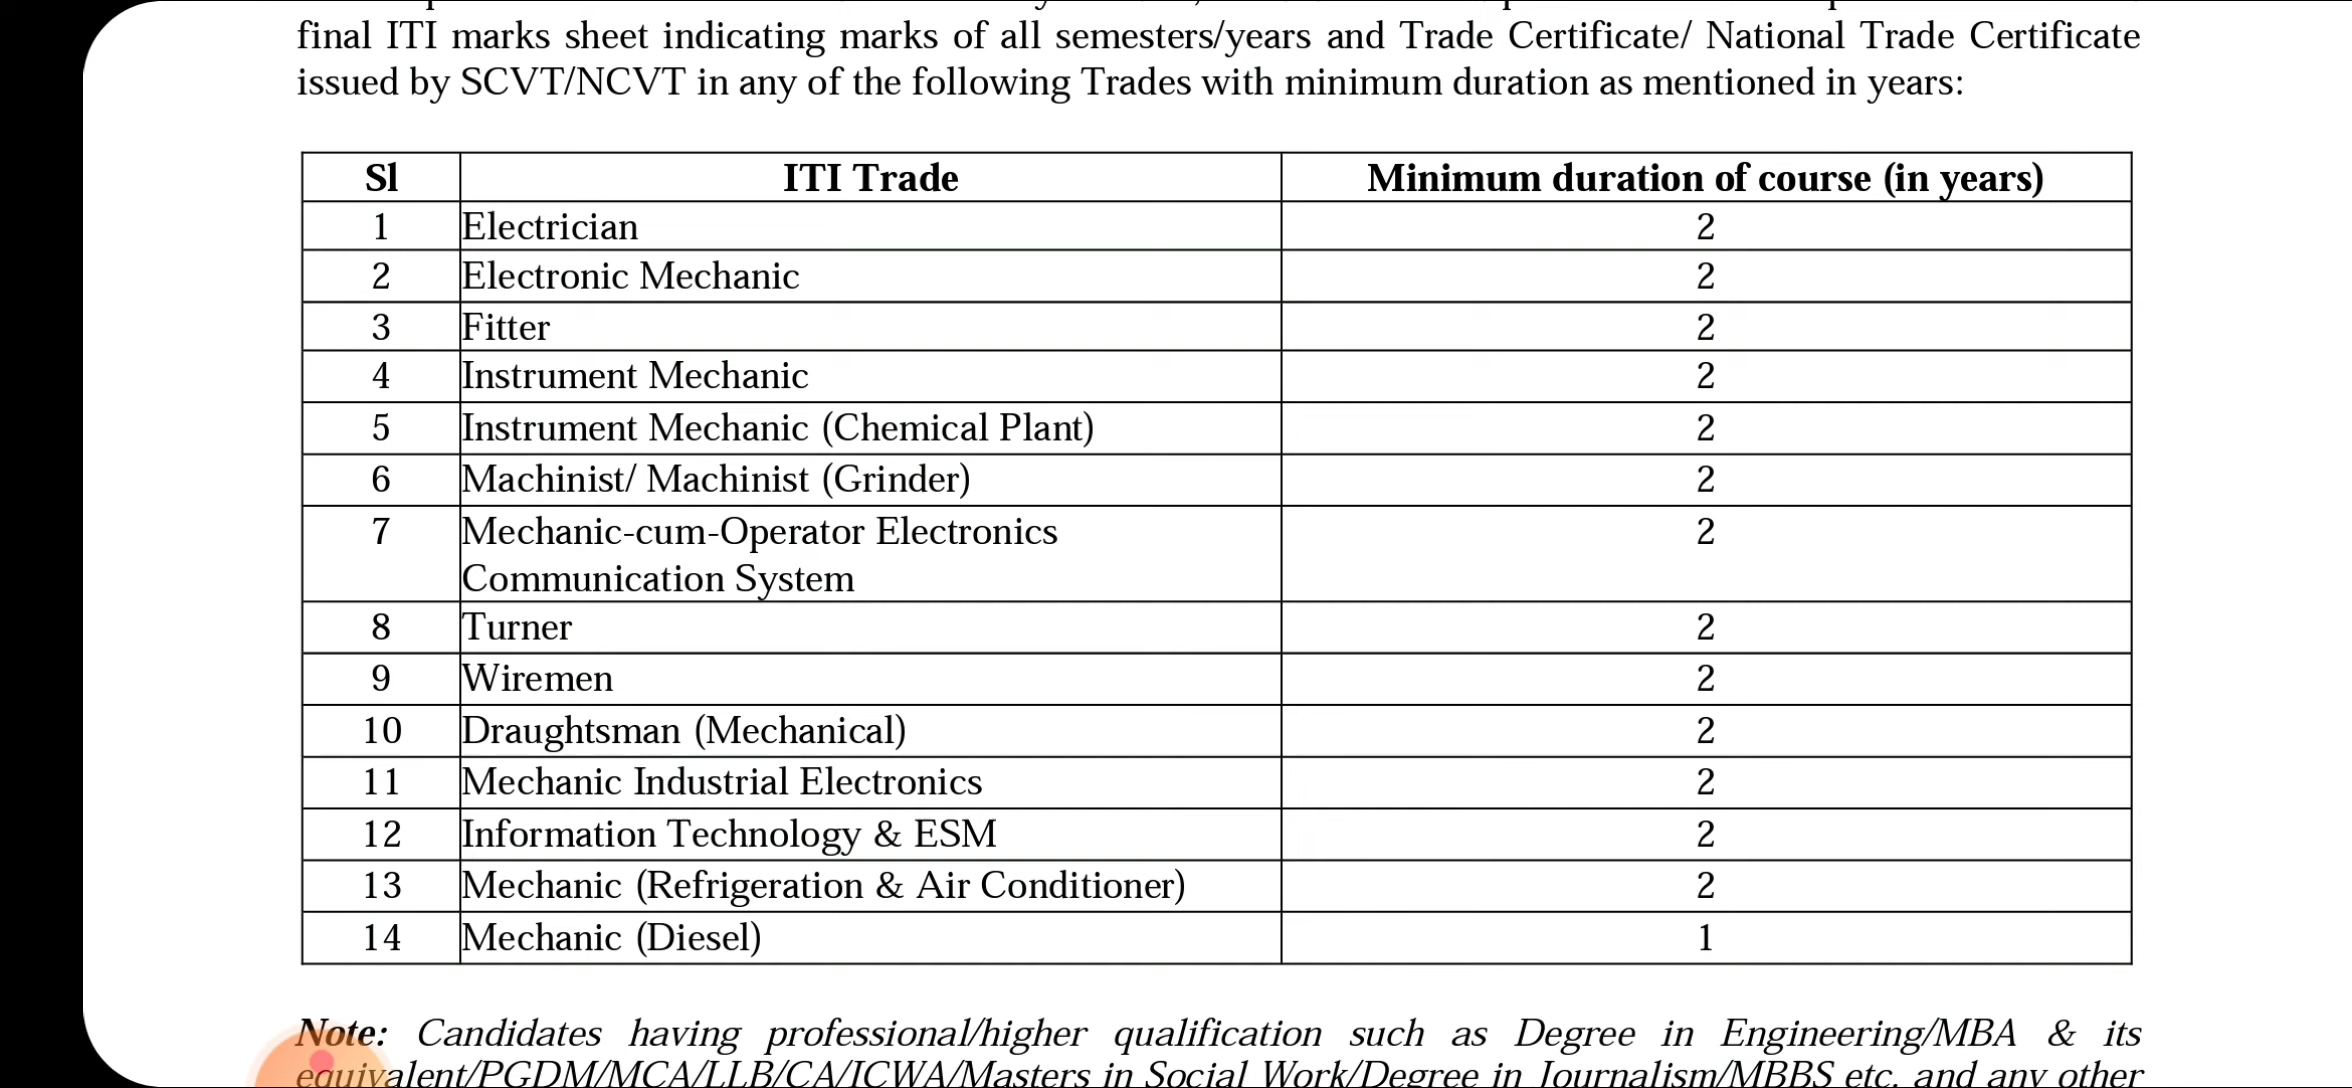 final ITI marks sheet indicating marks of all semesters/years and Trade Certificate/ National Trade Certificate
issued by SCVT/NCVT in any of the following Trades with minimum duration as mentioned in years:
Sl ITI Trade Minimum duration of course (in years)
1 Electrician 2
2 Electronic Mechanic 2
3 Fitter 2
4 Instrument Mechanic 2
5 Instrument Mechanic (Chemical Plant) 2
6 Machinist/ Machinist (Grinder) 2
7 Mechanic-cum-Operator Electronics 2
Communication System
8 Turner 2
9 Wiremen 2
10 Draughtsman (Mechanical) 2
11 Mechanic Industrial Electronics 2
12 Information Technology & ESM 2
13 Mechanic (Refrigeration & Air Conditioner) 2
14 Mechanic (Diesel) 1
Note: Candidates having professional/higher qualification such as Degree in Engineering/MBA & its
equivalent/PGDM/MCA/LLB/CA/ICWA/Masters in Social Work/Degree in Journalism/MBBS etc. and any other